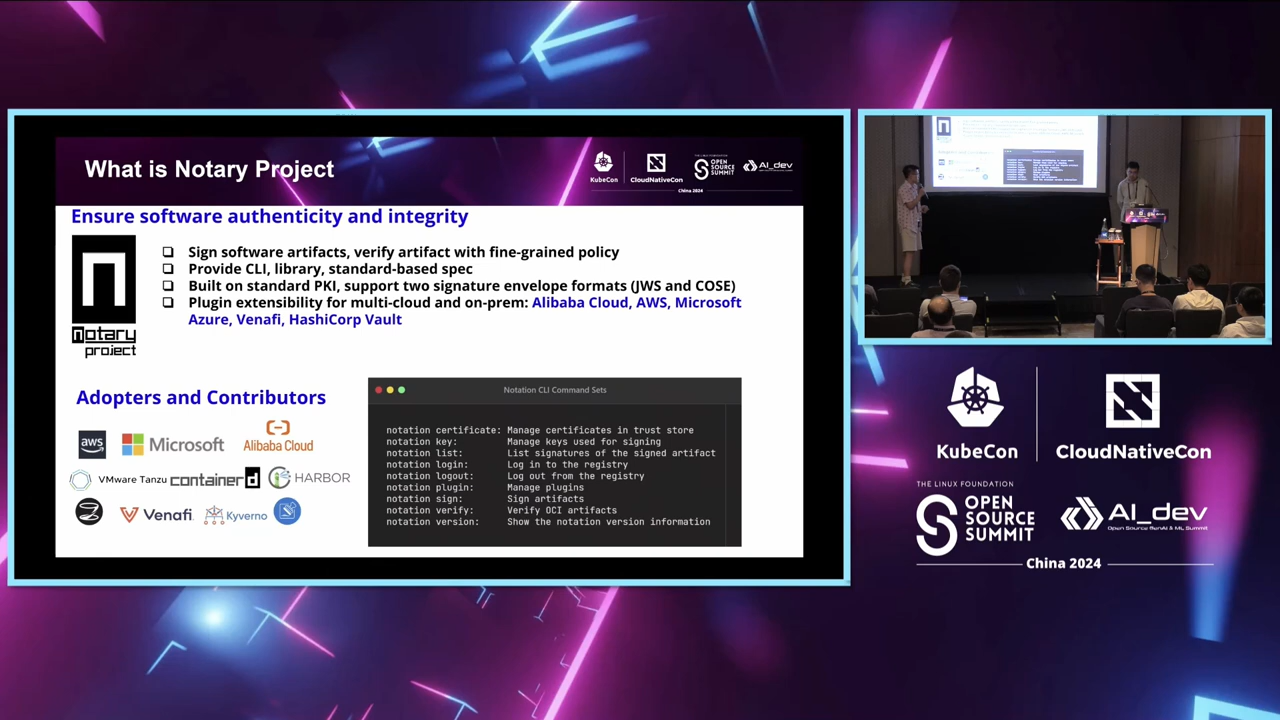 What is Notary Project
KubeCon
CloudNativeCon
THE LINUX FOUNDATION
OPEN
SOURCE
SUMMIT
AI_dev
China 2024
Ensure software authenticity and integrity
notary
project
Sign software artifacts, verify artifact with fine-grained policy
Provide CLI, library, standard-based spec
Built on standard PKI, support two signature envelope formats (JWS and COSE)
Plugin extensibility for multi-cloud and on-prem: Alibaba Cloud, AWS, Microsoft
Azure, Venafi, HashiCorp Vault
Adopters and Contributors
aws
Microsoft
Alibaba Cloud
VMware Tanzu
containerd
HARBOR
Venafi
Kyverno
Notation CLI Command Sets
notation certificate: Manage certificates in trust store
notation key: Manage keys used for signing
notation list: List signatures of the signed artifact
notation login: Log in to the registry
notation logout: Log out from the registry
notation plugin: Manage plugins
notation sign: Sign artifacts
notation verify: Verify OCI artifacts
notation version: Show the notation version information
KubeCon
CloudNativeCon
THE LINUX FOUNDATION
OPEN
SOURCE
SUMMIT
AI_dev
Open Source GenAI & ML Summit
China 2024